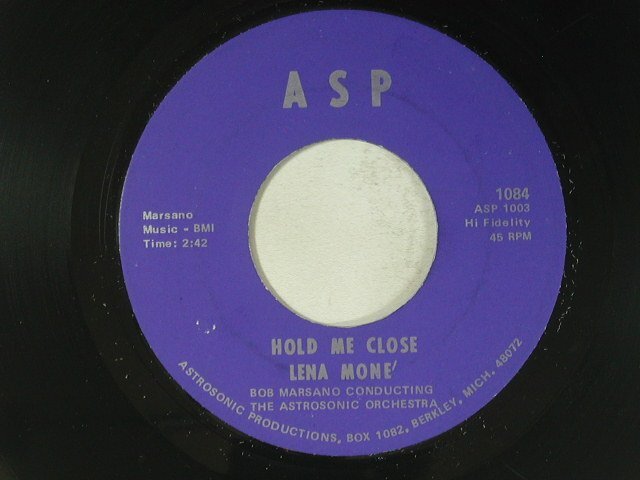 ASP
1084
ASP 1003
Hi Fidelity
45 RPM
Marsano
Music - BMI
Time: 2:42
HOLD ME CLOSE
LENA MONE'
BOB MARSANO CONDUCTING
THE ASTROSONIC ORCHESTRA
ASTROSONIC PRODUCTIONS, BOX 1082, BERKLEY, MICH. 48072